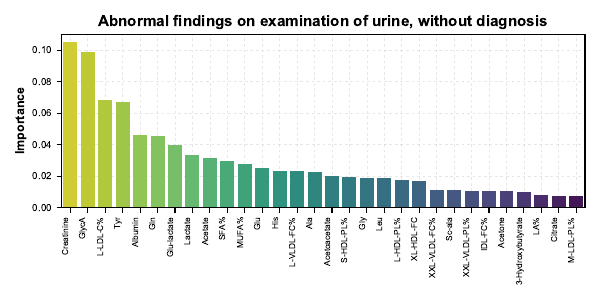 Abnormal findings on examination of urine, without diagnosis
Importance
0.10
0.08
0.06
0.04
0.02
0.00
Creatinine
GlycA
L-LDL-C%
Tyr
Albumin
Gln
Glu-lactate
Lactate
Acetate
SFA%
MUFA%
Glu
His
L-VLDL-FC%
Ala
Acetoacetate
S-HDL-PL%
Gly
Leu
L-HDL-PL%
XL-HDL-FC
XXL-VLDL-FC%
Sc-ala
XXL-VLDL-PL%
IDL-FC%
Acetone
3-Hydroxybutyrate
LA%
Citrate
M-LDL-PL%